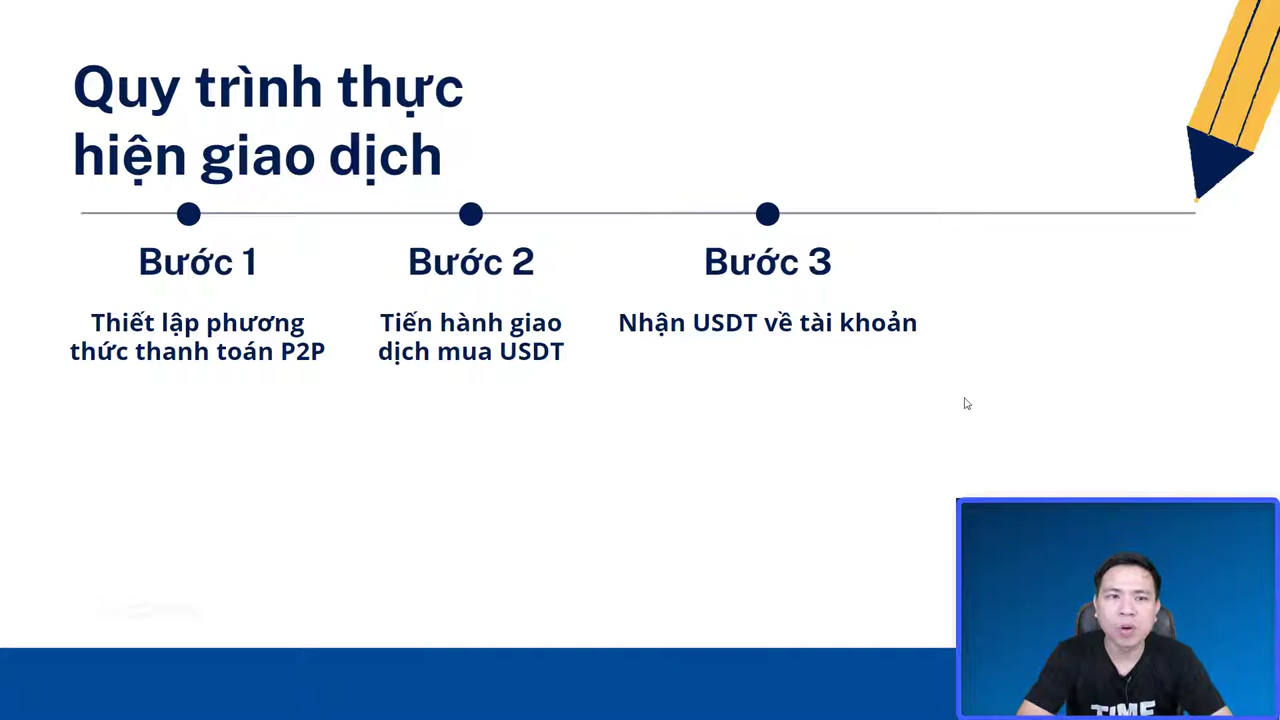 Quy trình thực
hiện giao dịch
Bước 1
Thiết lập phương
thức thanh toán P2P
Bước 2
Tiến hành giao
dịch mua USDT
Bước 3
Nhận USDT về tài khoản
TIME